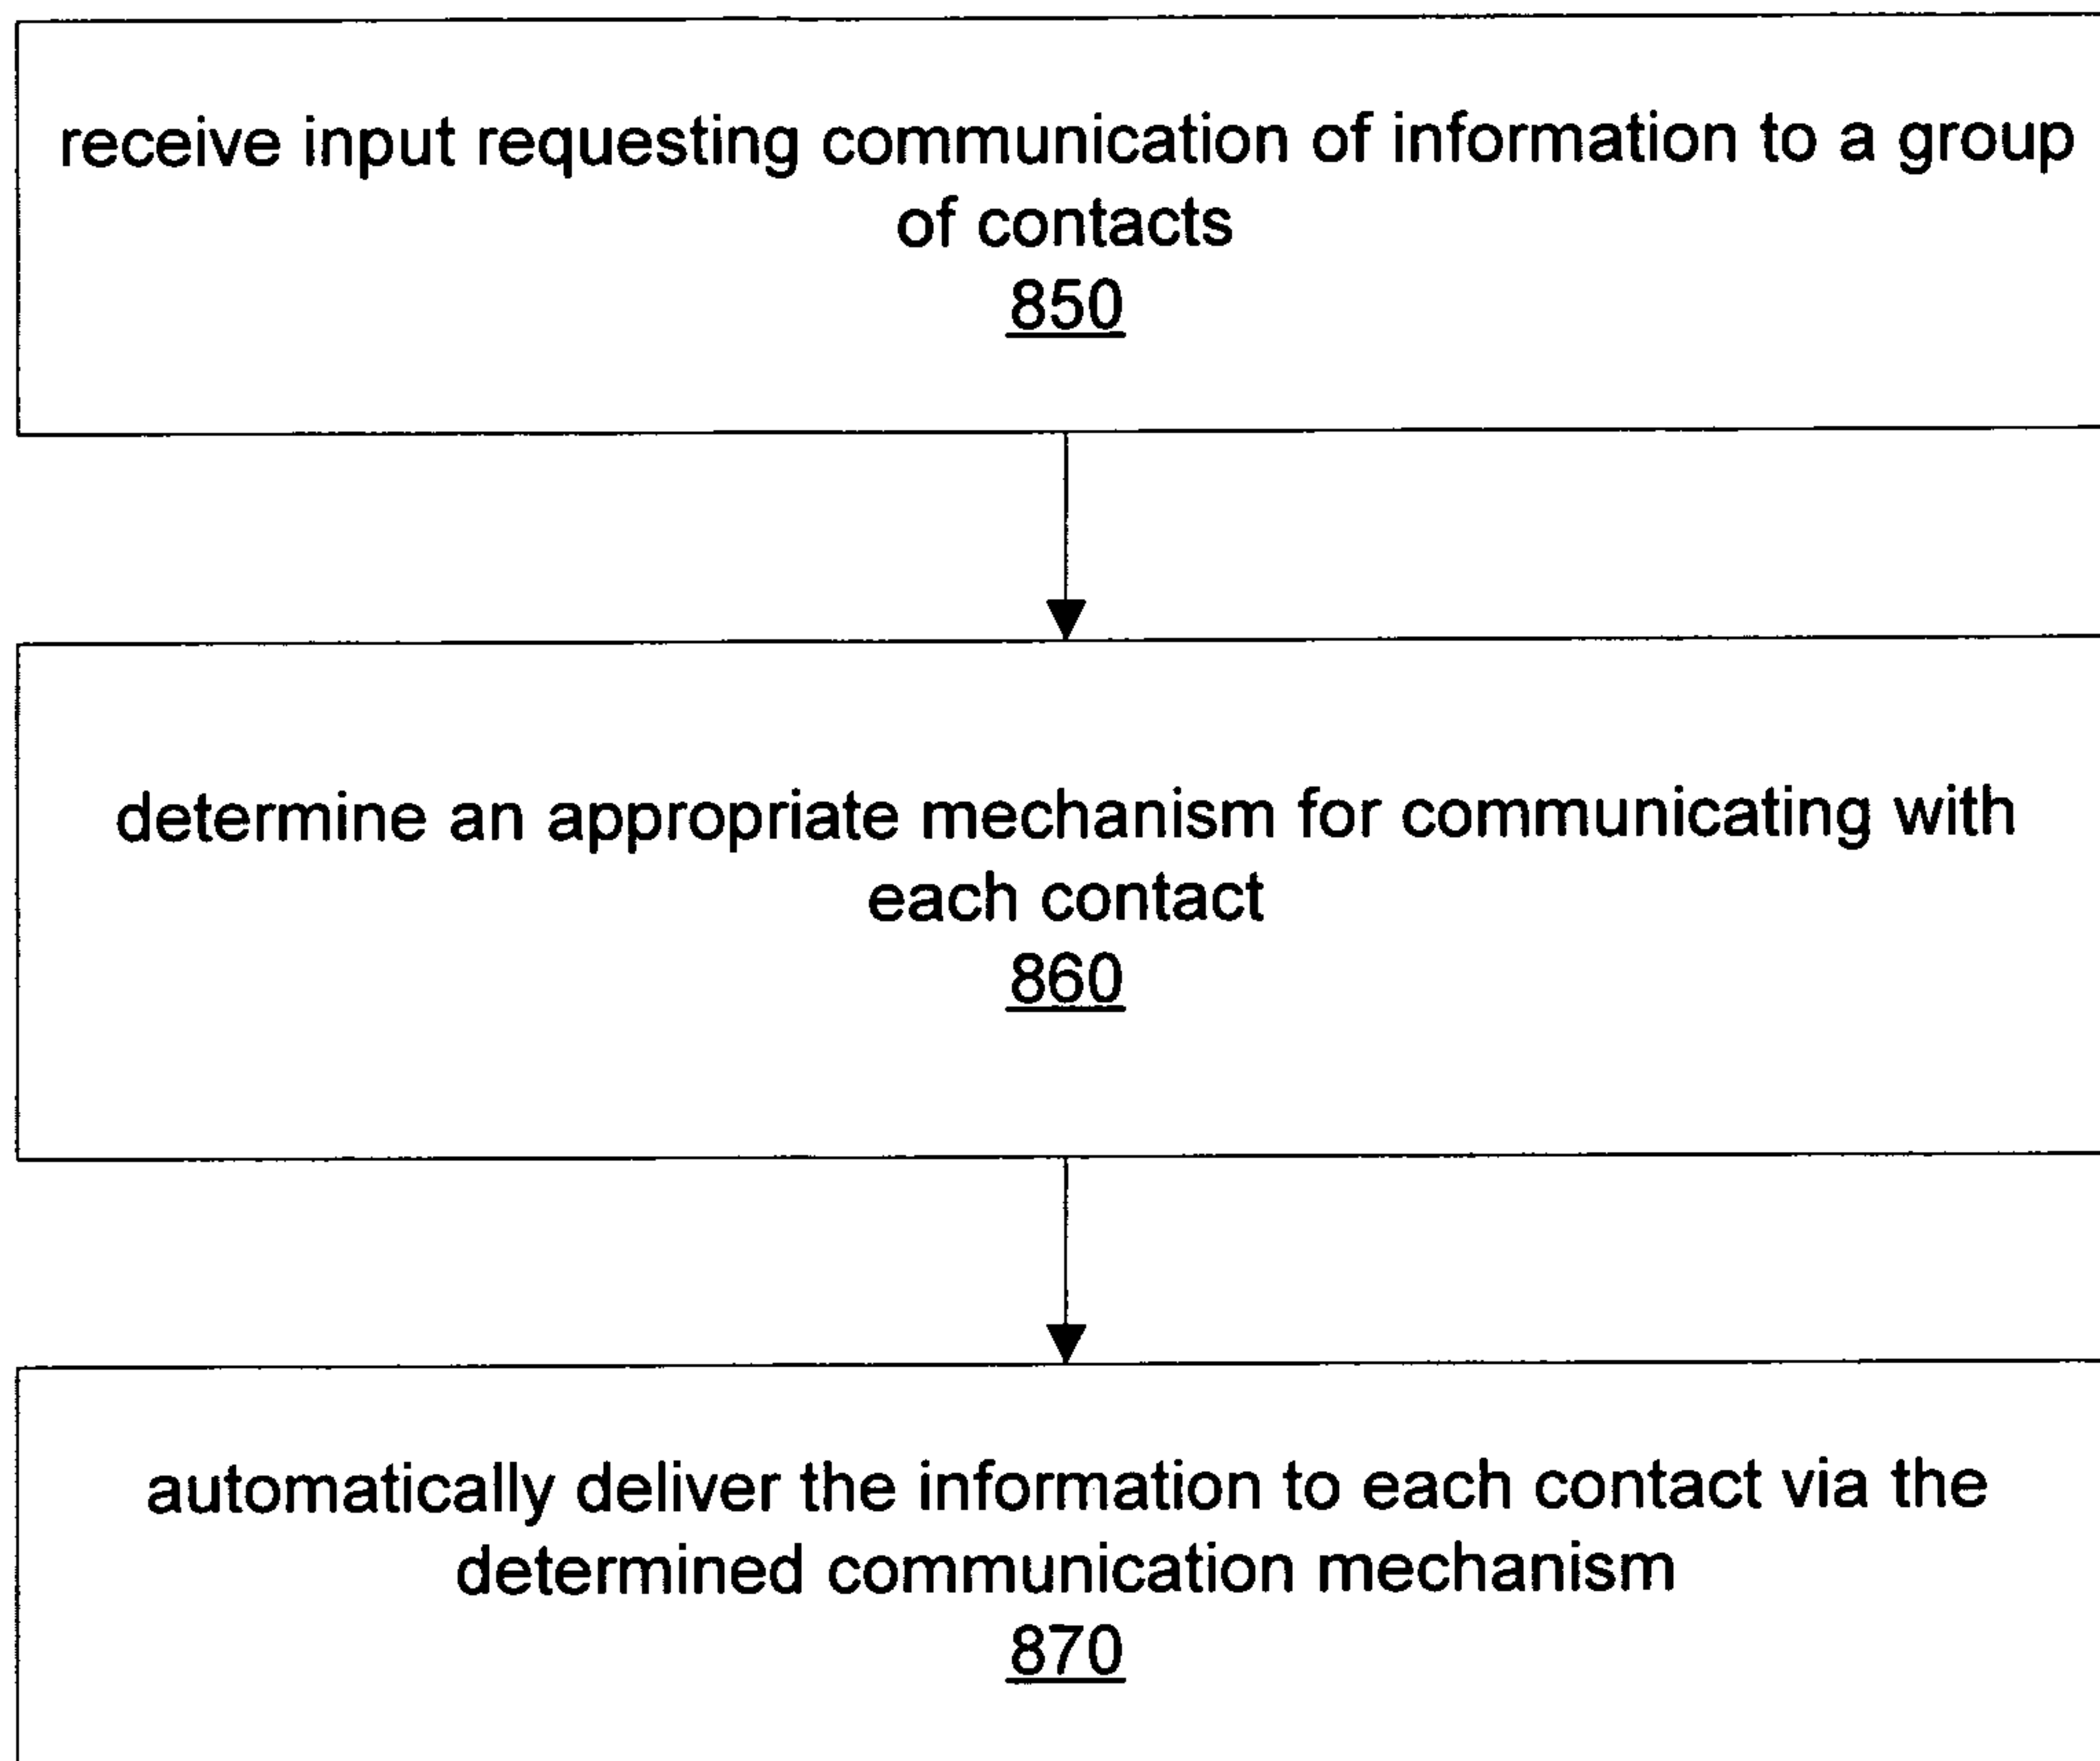 receive input requesting communication of information to a group
of contacts
850
determine an appropriate mechanism for communicating with
each contact
860
automatically deliver the information to each contact via the
determined communication mechanism
870